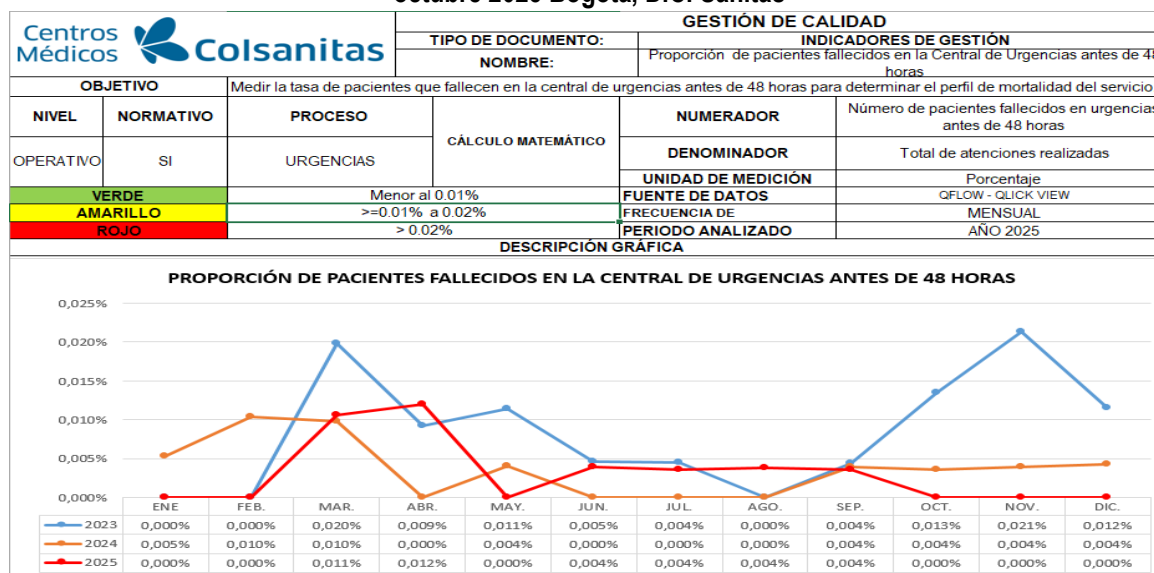 Centros Médicos Colsanitas
GESTIÓN DE CALIDAD
TIPO DE DOCUMENTO: INDICADORES DE GESTIÓN
NOMBRE: Proporción de pacientes fallecidos en la Central de Urgencias antes de 48
horas
OBJETIVO Medir la tasa de pacientes que fallecen en la central de urgencias antes de 48 horas para determinar el perfil de mortalidad del servicio
NIVEL NORMATIVO PROCESO CÁLCULO MATEMÁTICO NUMERADOR Número de pacientes fallecidos en urgencias
antes de 48 horas
OPERATIVO SI URGENCIAS DENOMINADOR Total de atenciones realizadas
UNIDAD DE MEDICIÓN Porcentaje
VERDE Menor al 0.01% FUENTE DE DATOS QFLOW - QLICK VIEW
AMARILLO >=0.01% a 0.02% FRECUENCIA DE MENSUAL
ROJO > 0.02% PERIODO ANALIZADO AÑO 2025
DESCRIPCIÓN GRÁFICA
PROPORCIÓN DE PACIENTES FALLECIDOS EN LA CENTRAL DE URGENCIAS ANTES DE 48 HORAS
0,025%
0,020%
0,015%
0,010%
0,005%
0,000%
ENE FEB. MAR. ABR. MAY. JUN. JUL. AGO. SEP. OCT. NOV. DIC.
2023 0,000% 0,000% 0,020% 0,009% 0,011% 0,005% 0,004% 0,000% 0,004% 0,013% 0,021% 0,012%
2024 0,005% 0,010% 0,010% 0,000% 0,004% 0,000% 0,000% 0,000% 0,004% 0,004% 0,004% 0,004%
2025 0,000% 0,000% 0,011% 0,012% 0,000% 0,004% 0,004% 0,004% 0,004% 0,000% 0,000% 0,000%